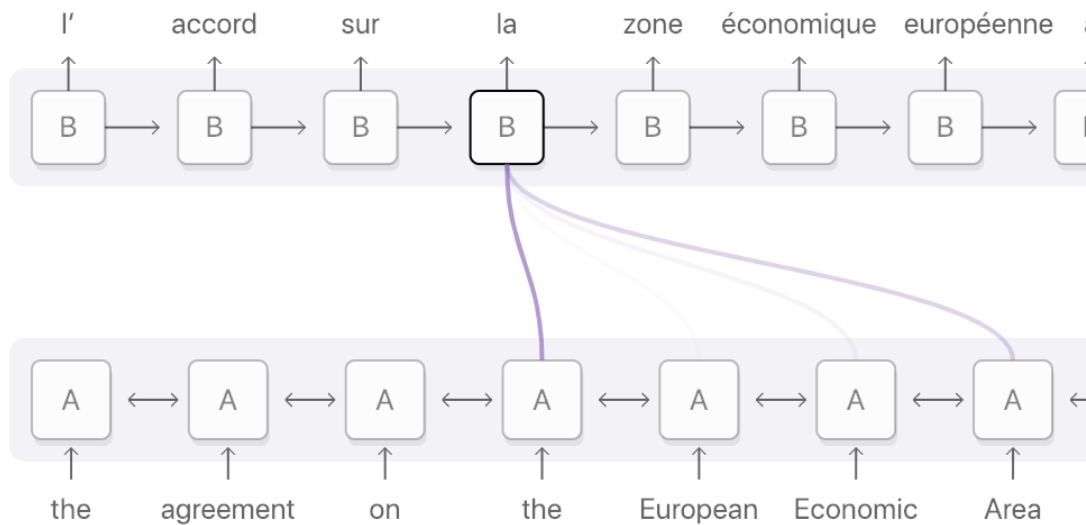 l' accord sur la zone économique européenne
B B B B B B B
A A A A A A A
the agreement on the European Economic Area